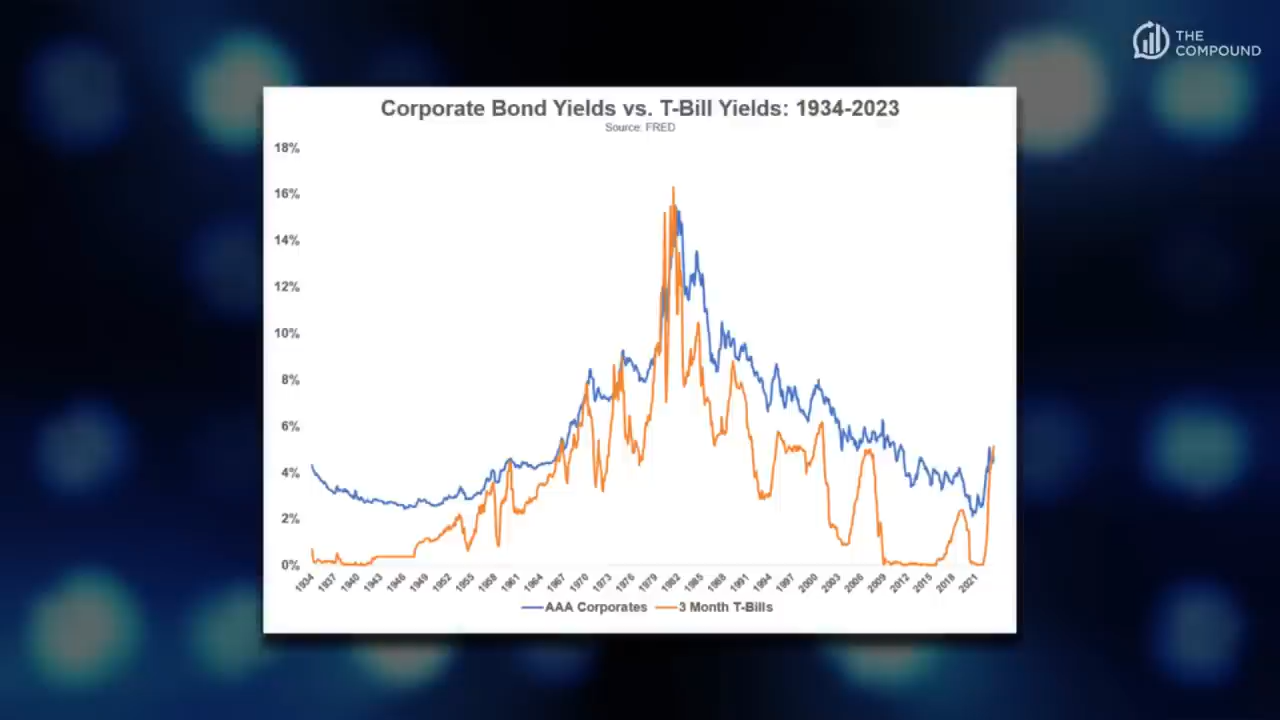 THE
COMPOUND
Corporate Bond Yields vs. T-Bill Yields: 1934-2023
Source: FRED
18%
16%
14%
12%
10%
8%
6%
4%
2%
0%
1934 1937 1940 1943 1946 1949 1952 1955 1958 1961 1964 1967 1970 1973 1976 1979 1982 1985 1988 1991 1994 1997 2000 2003 2006 2009 2012 2015 2018 2021
AAA Corporates 3 Month T-Bills